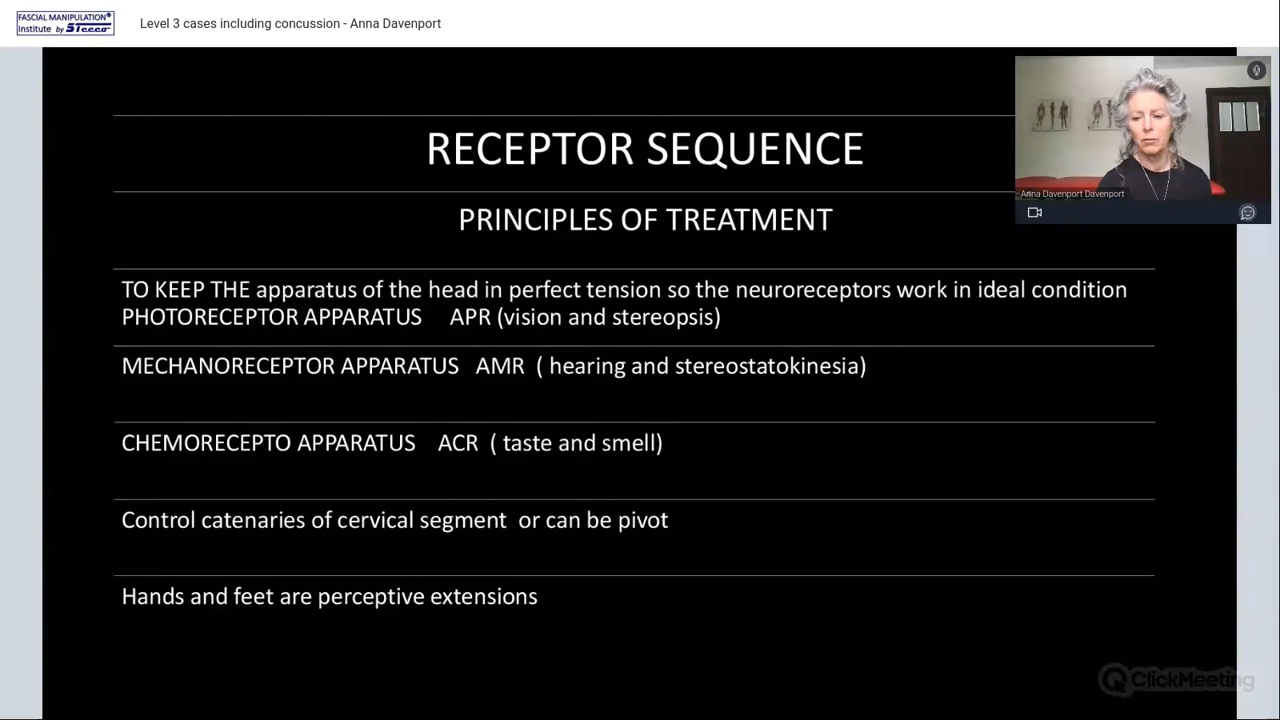 FASCIAL MANIPULATION®
Institute by Stecco
Level 3 cases including concussion - Anna Davenport
RECEPTOR SEQUENCE
PRINCIPLES OF TREATMENT
Anna Davenport Davenport
TO KEEP THE apparatus of the head in perfect tension so the neuroreceptors work in ideal condition
PHOTORECEPTOR APPARATUS APR (vision and stereopsis)
MECHANORECEPTOR APPARATUS AMR ( hearing and stereostatokinesia)
CHEMORECEPTO APPARATUS ACR ( taste and smell)
Control catenaries of cervical segment or can be pivot
Hands and feet are perceptive extensions
ClickMeeting